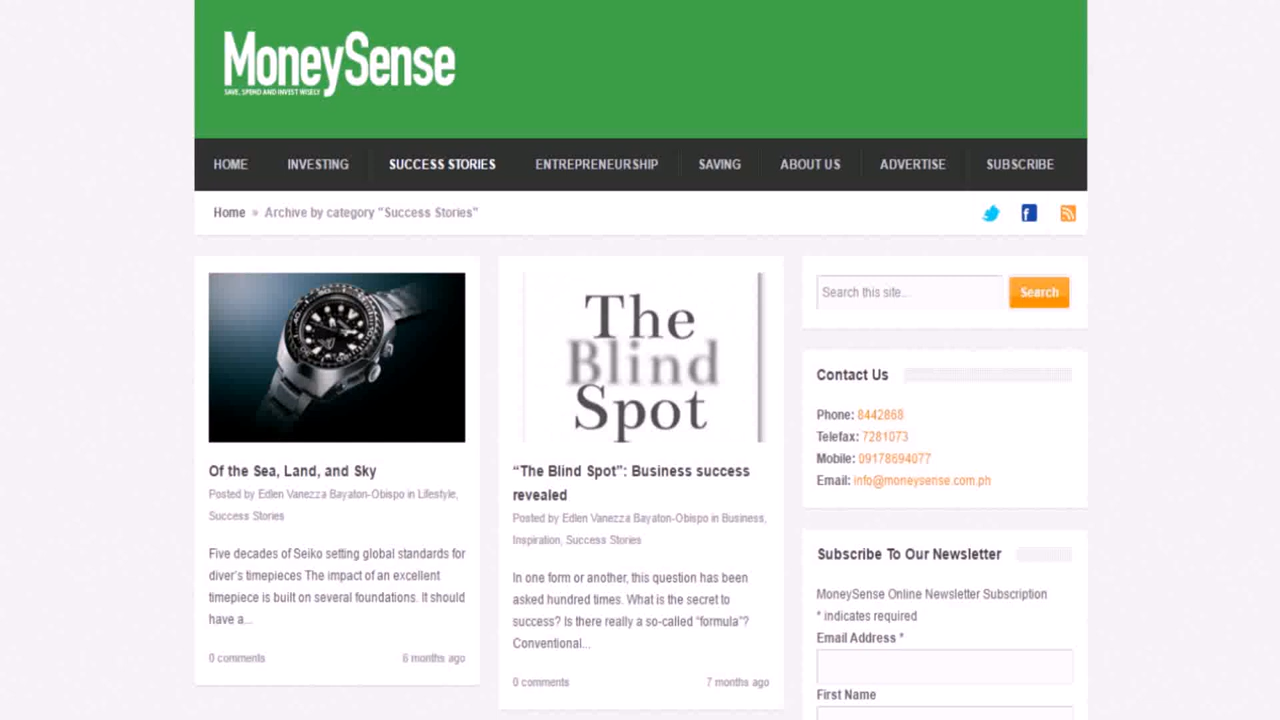 MoneySense
SAVE, SPEND AND INVEST WISELY
HOME INVESTING SUCCESS STORIES ENTREPRENEURSHIP SAVING ABOUT US ADVERTISE SUBSCRIBE
Home » Archive by category "Success Stories"
The
Blind
Spot
Of the Sea, Land, and Sky
Posted by Edlen Vanezza Bayaton-Obispo in Lifestyle,
Success Stories
Five decades of Seiko setting global standards for
diver's timepieces The impact of an excellent
timepiece is built on several foundations. It should
have a...
0 comments 6 months ago
“The Blind Spot”: Business success
revealed
Posted by Edlen Vanezza Bayaton-Obispo in Business,
Inspiration, Success Stories
In one form or another, this question has been
asked hundred times. What is the secret to
success? Is there really a so-called “formula”?
Conventional...
0 comments 7 months ago
Search this site...
Search
Contact Us
Phone: 8442868
Telefax: 7281073
Mobile: 09178694077
Email: info@moneysense.com.ph
Subscribe To Our Newsletter
MoneySense Online Newsletter Subscription
* indicates required
Email Address *
First Name